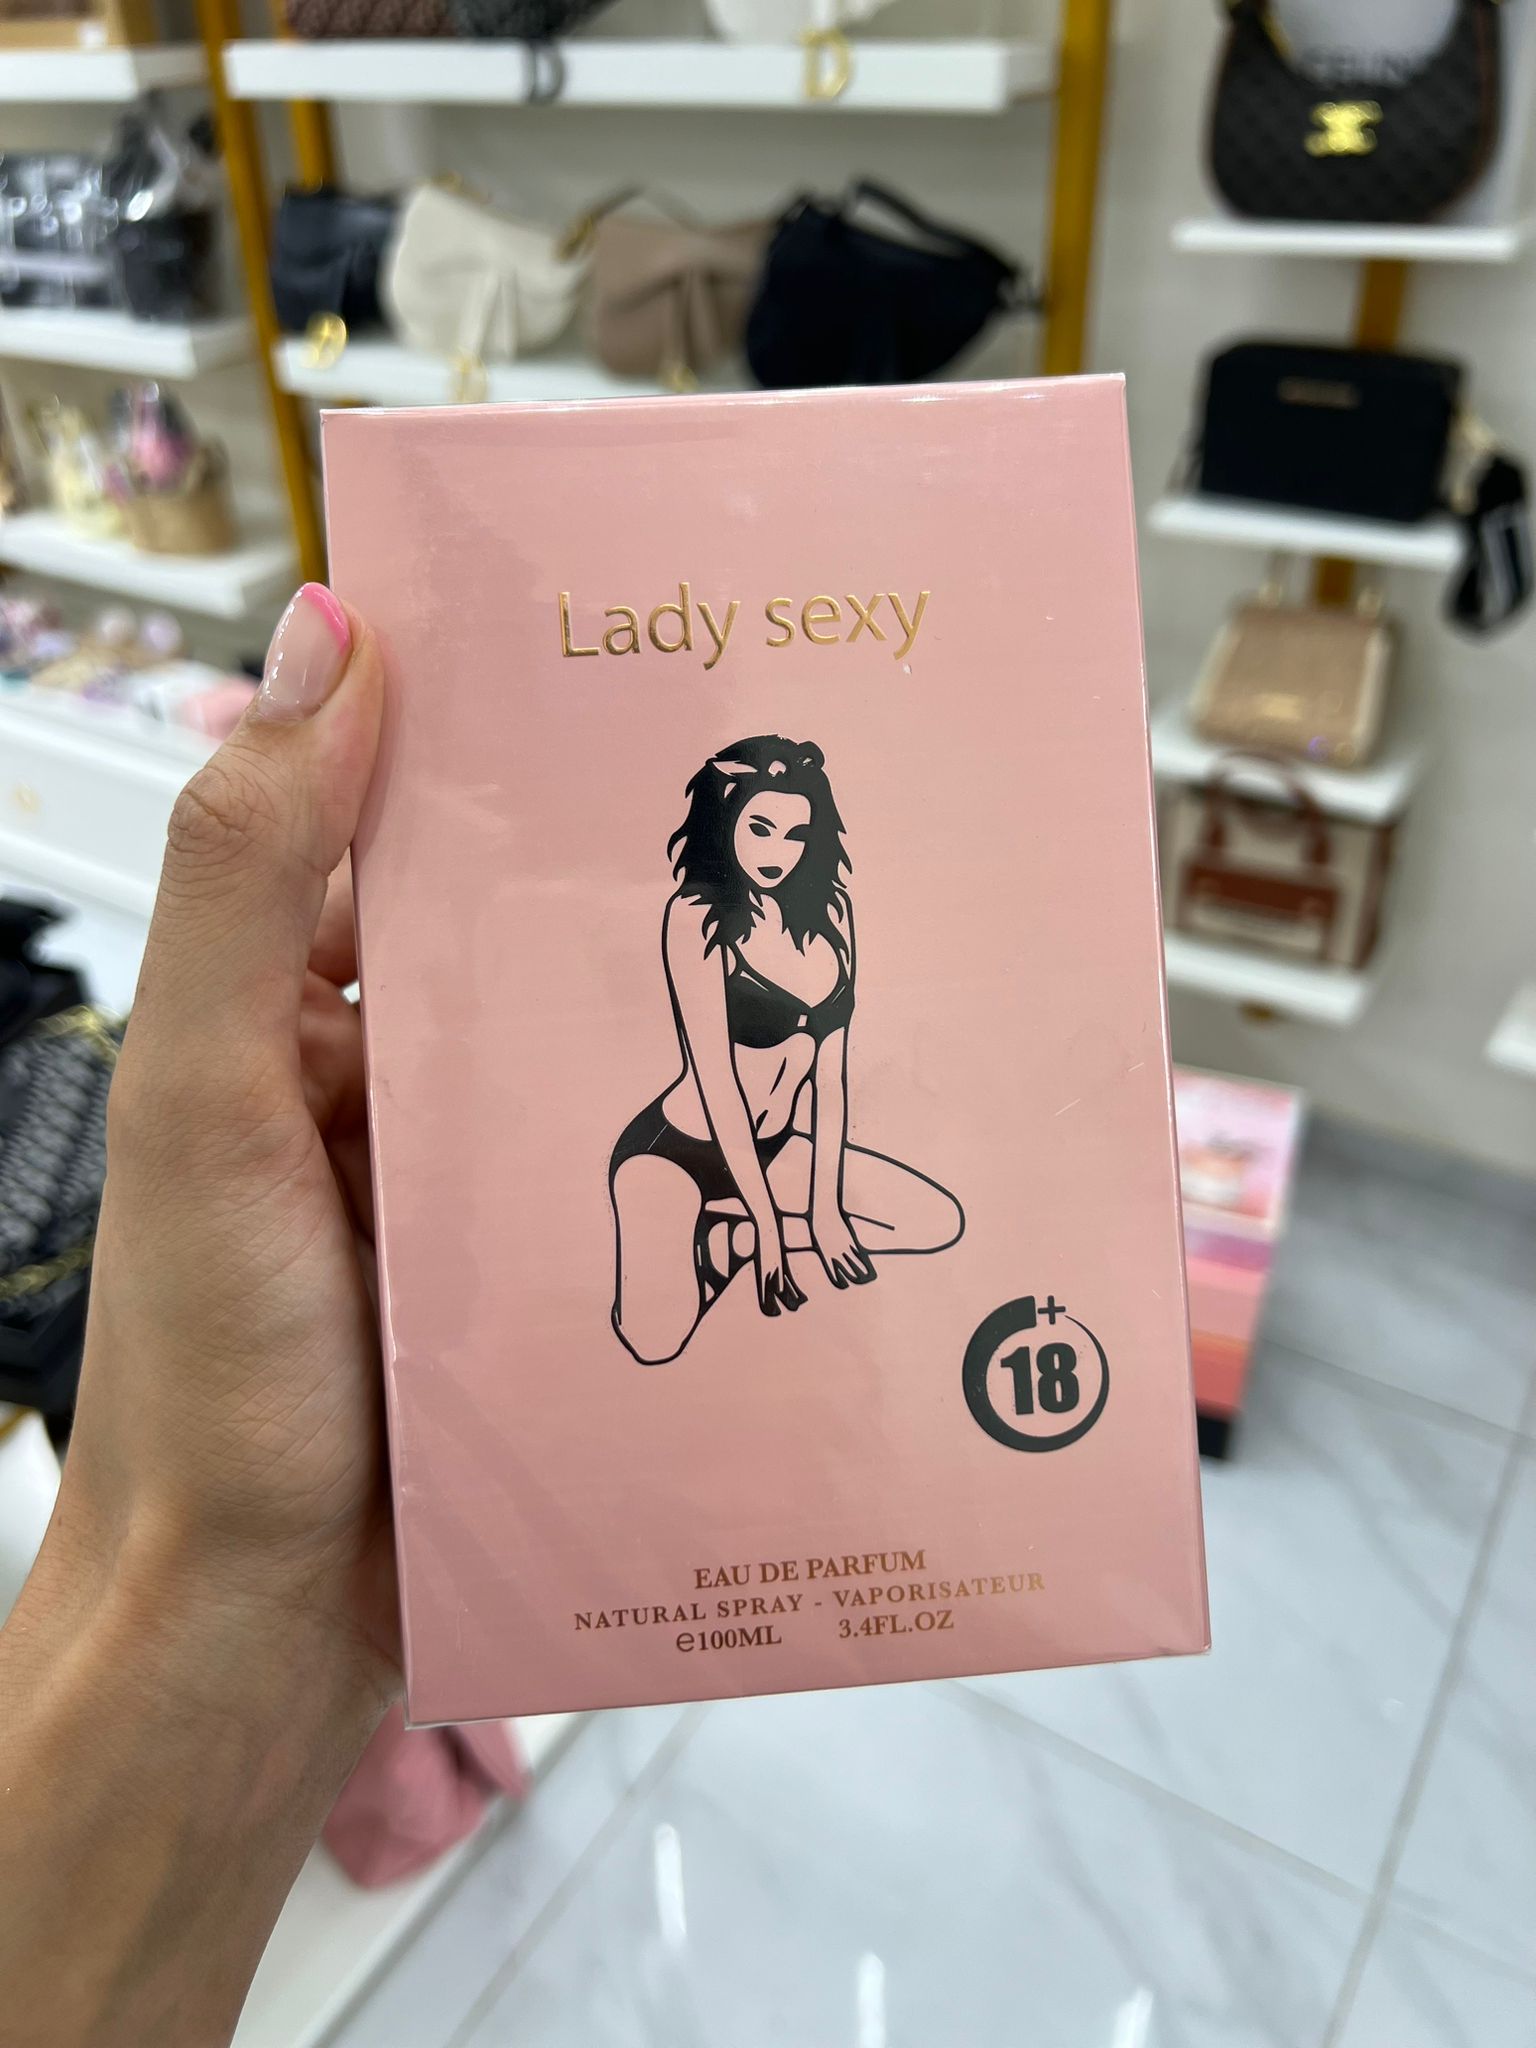 Lady sexy
+
18
EAU DE PARFUM
NATURAL SPRAY - VAPORISATEUR
℮100ML 3.4FL.OZ